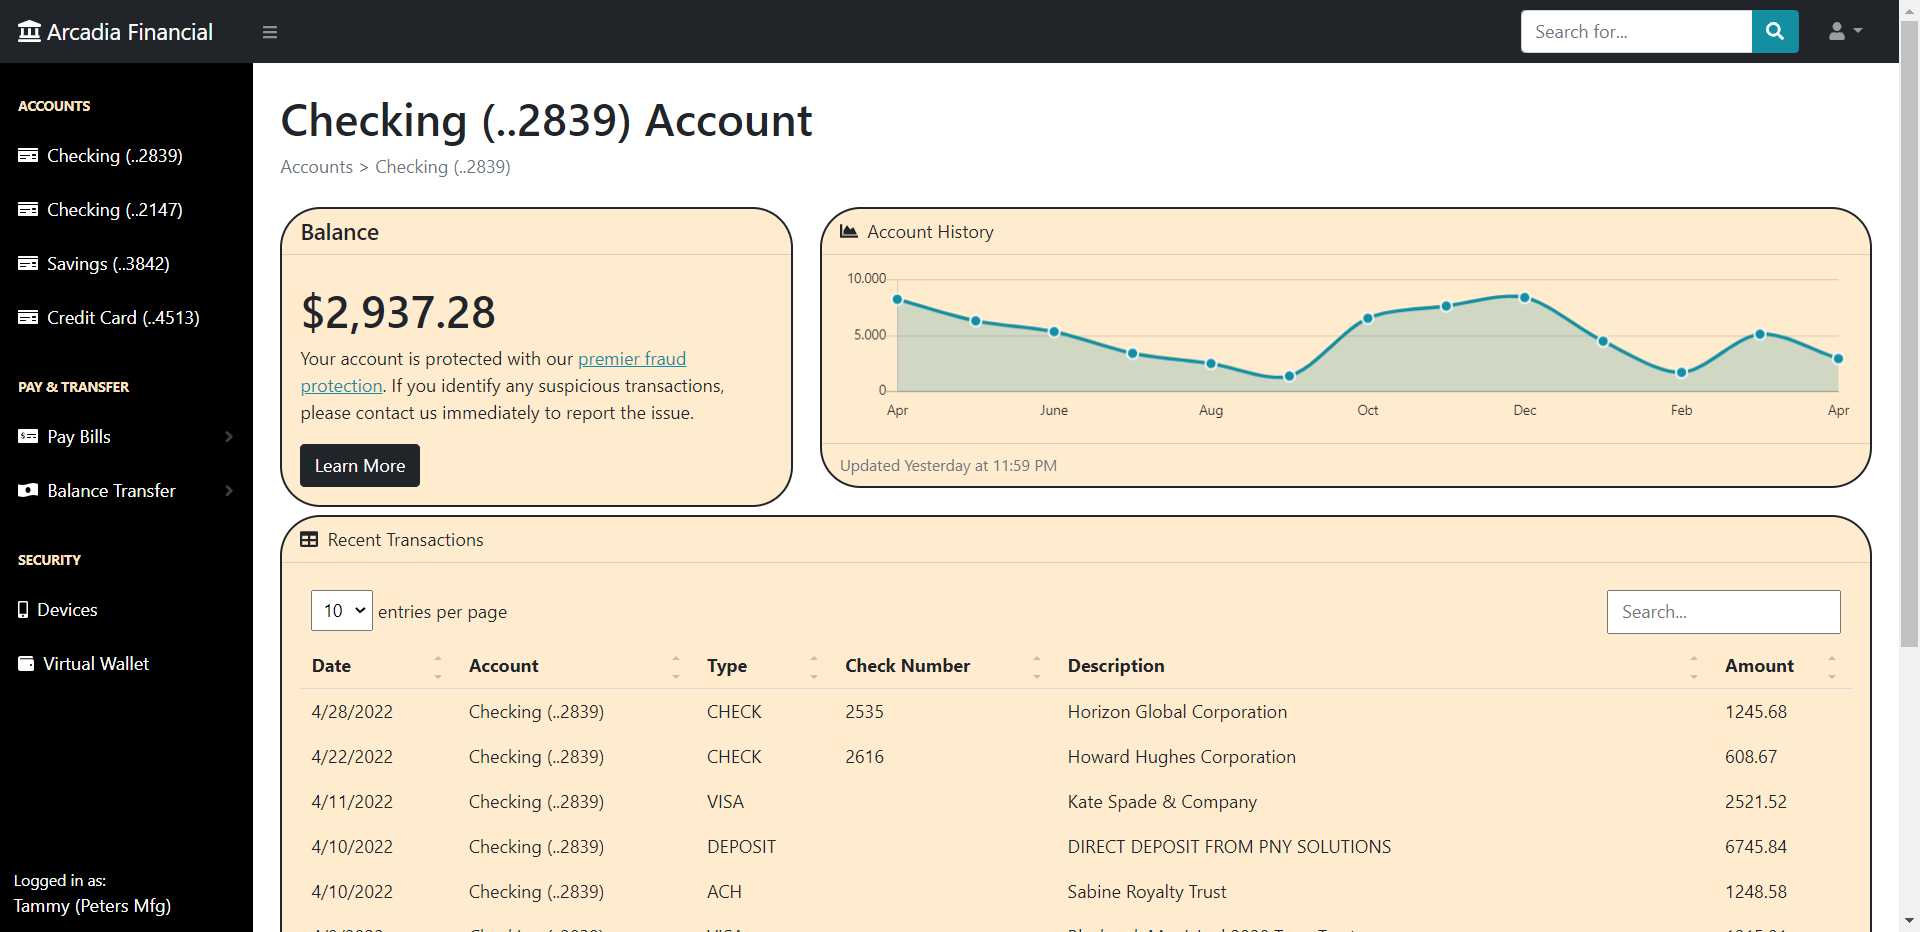 Arcadia Financial
Search for...
ACCOUNTS
Checking (..2839)
Checking (..2147)
Savings (..3842)
Credit Card (..4513)
PAY & TRANSFER
Pay Bills
Balance Transfer
SECURITY
Devices
Virtual Wallet
Logged in as:
Tammy (Peters Mfg)
Checking (..2839) Account
Accounts > Checking (..2839)
Balance
$2,937.28
Your account is protected with our premier fraud
protection. If you identify any suspicious transactions,
please contact us immediately to report the issue.
Learn More
Account History
10.000
5.000
0
Apr June Aug Oct Dec Feb Apr
Updated Yesterday at 11:59 PM
Recent Transactions
10 entries per page
Search...
Date Account Type Check Number Description Amount
4/28/2022 Checking (..2839) CHECK 2535 Horizon Global Corporation 1245.68
4/22/2022 Checking (..2839) CHECK 2616 Howard Hughes Corporation 608.67
4/11/2022 Checking (..2839) VISA Kate Spade & Company 2521.52
4/10/2022 Checking (..2839) DEPOSIT DIRECT DEPOSIT FROM PNY SOLUTIONS 6745.84
4/10/2022 Checking (..2839) ACH Sabine Royalty Trust 1248.58